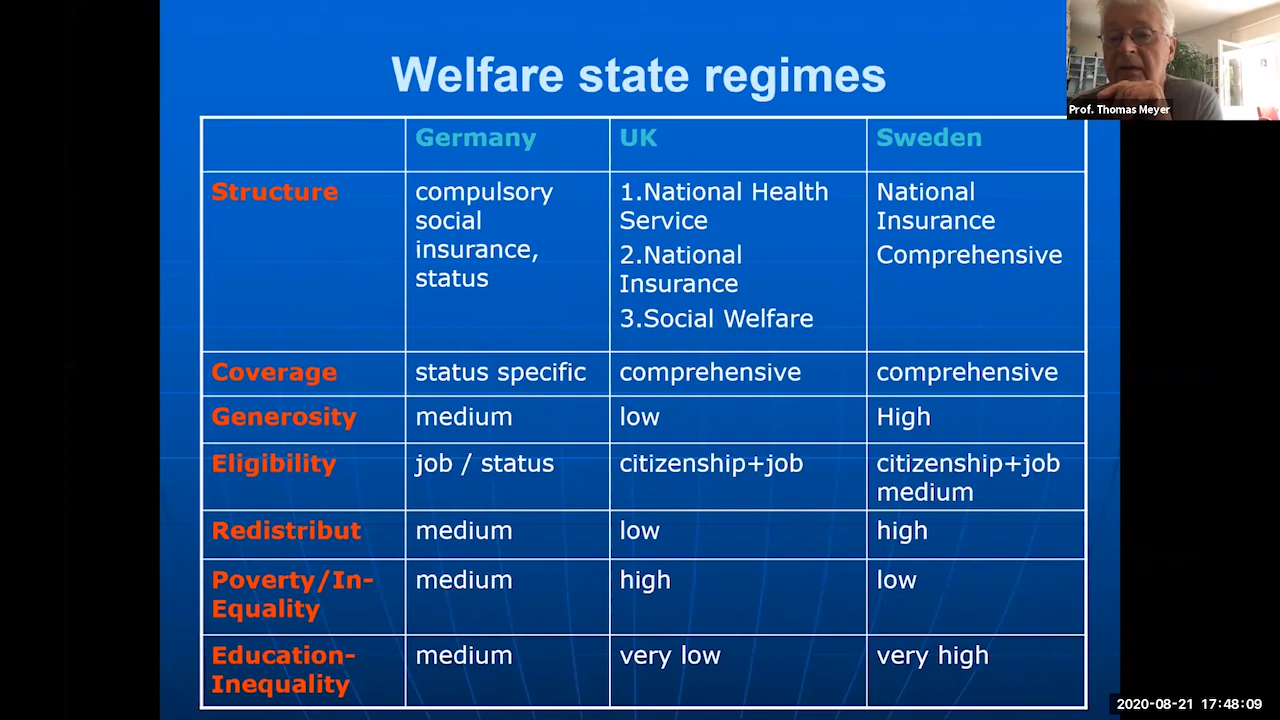 Welfare state regimes
Prof. Thomas Meyer
Germany UK Sweden
Structure
compulsory
social
insurance,
status
1.National Health
Service
2.National
Insurance
3.Social Welfare
National
Insurance
Comprehensive
Coverage
status specific
comprehensive
comprehensive
Generosity
medium
low
High
Eligibility
job / status
citizenship+job
citizenship+job
medium
Redistribut
medium
low
high
Poverty/In-
Equality
medium
high
low
Education-
Inequality
medium
very low
very high
2020-08-21 17:48:09